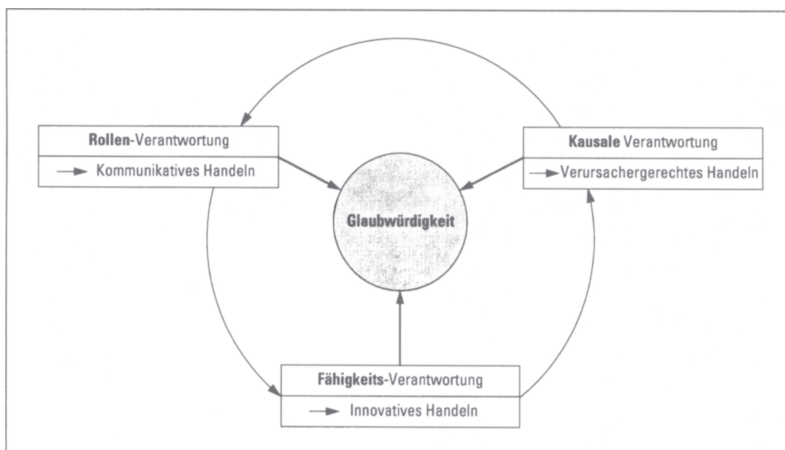 Rollen-Verantwortung
→ Kommunikatives Handeln
Kausale Verantwortung
→ Verursachergerechtes Handeln
Glaubwürdigkeit
Fähigkeits-Verantwortung
→ Innovatives Handeln